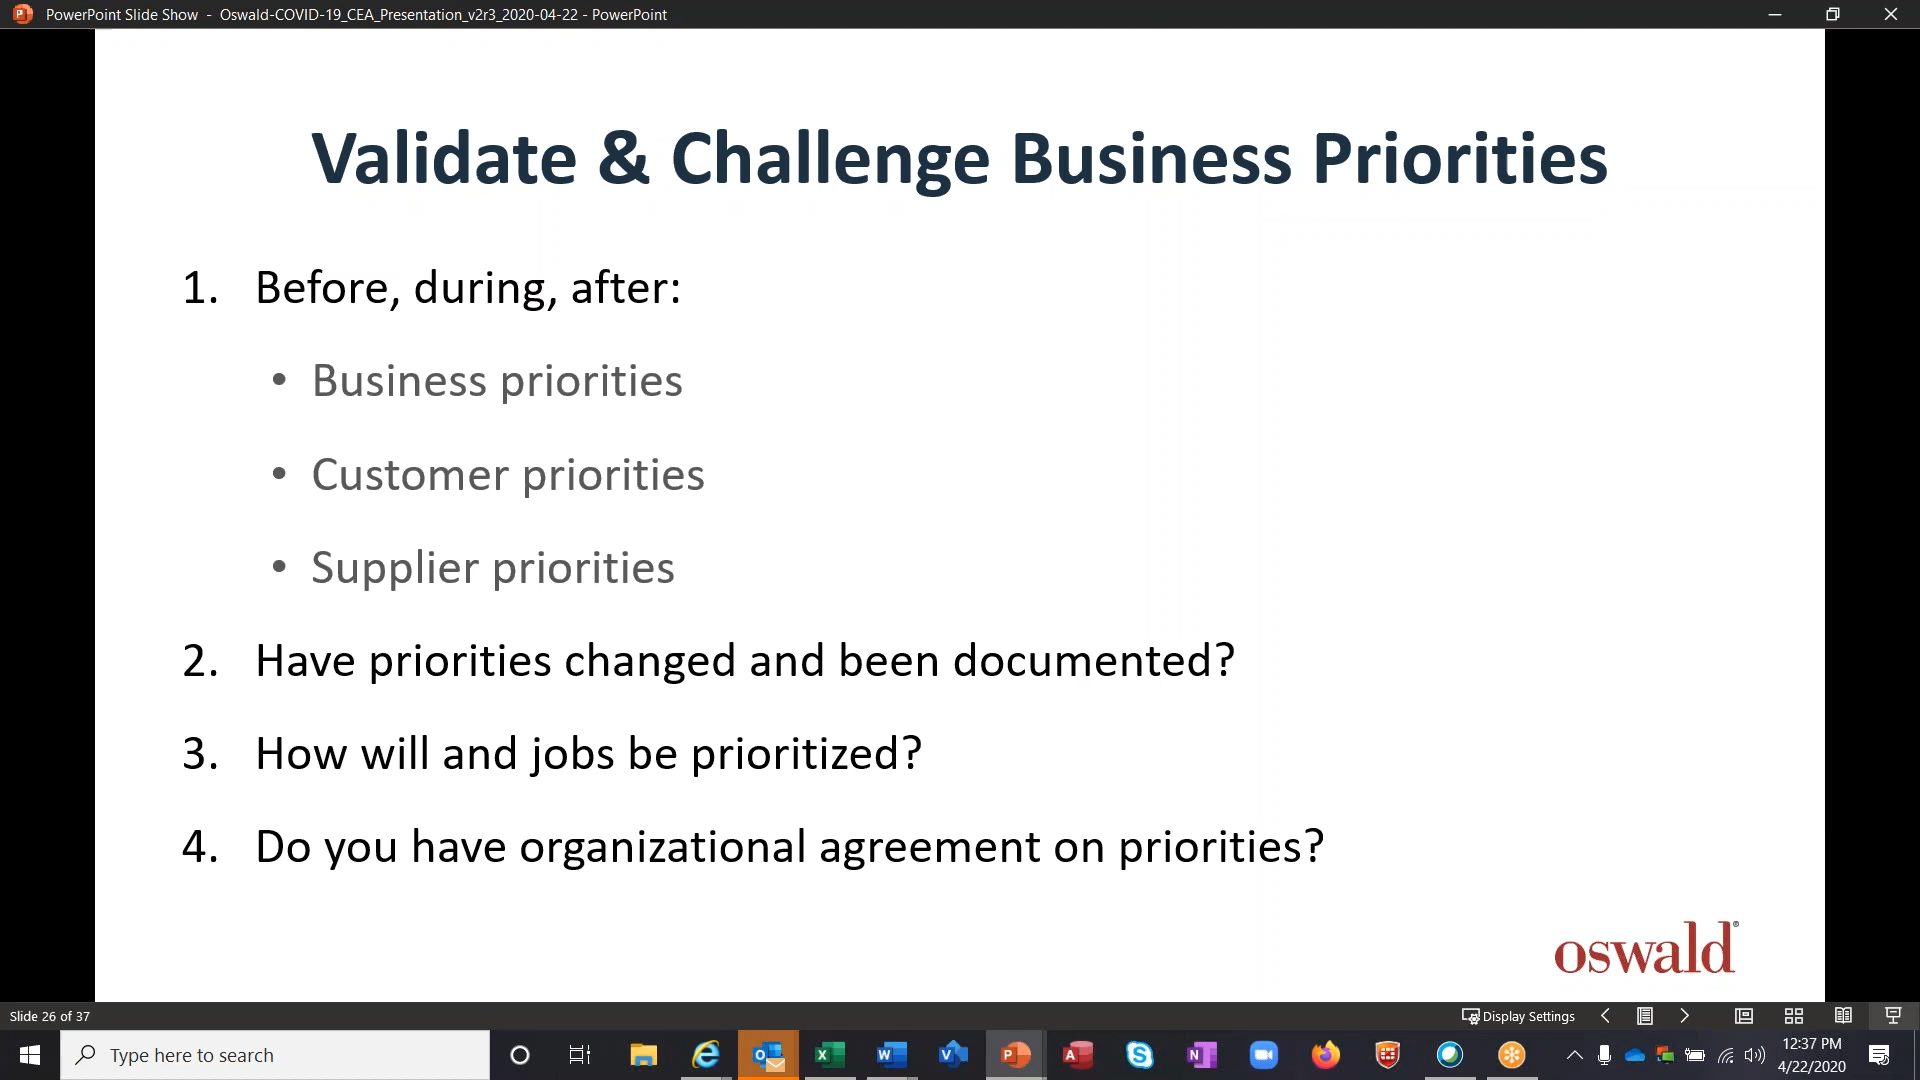 PowerPoint Slide Show - Oswald-COVID-19_CEA_Presentation_v2r3_2020-04-22 - PowerPoint
Validate & Challenge Business Priorities
1. Before, during, after:
• Business priorities
• Customer priorities
• Supplier priorities
2. Have priorities changed and been documented?
3. How will and jobs be prioritized?
4. Do you have organizational agreement on priorities?
oswald®
Slide 26 of 37
Display Settings
Type here to search
12:37 PM
4/22/2020